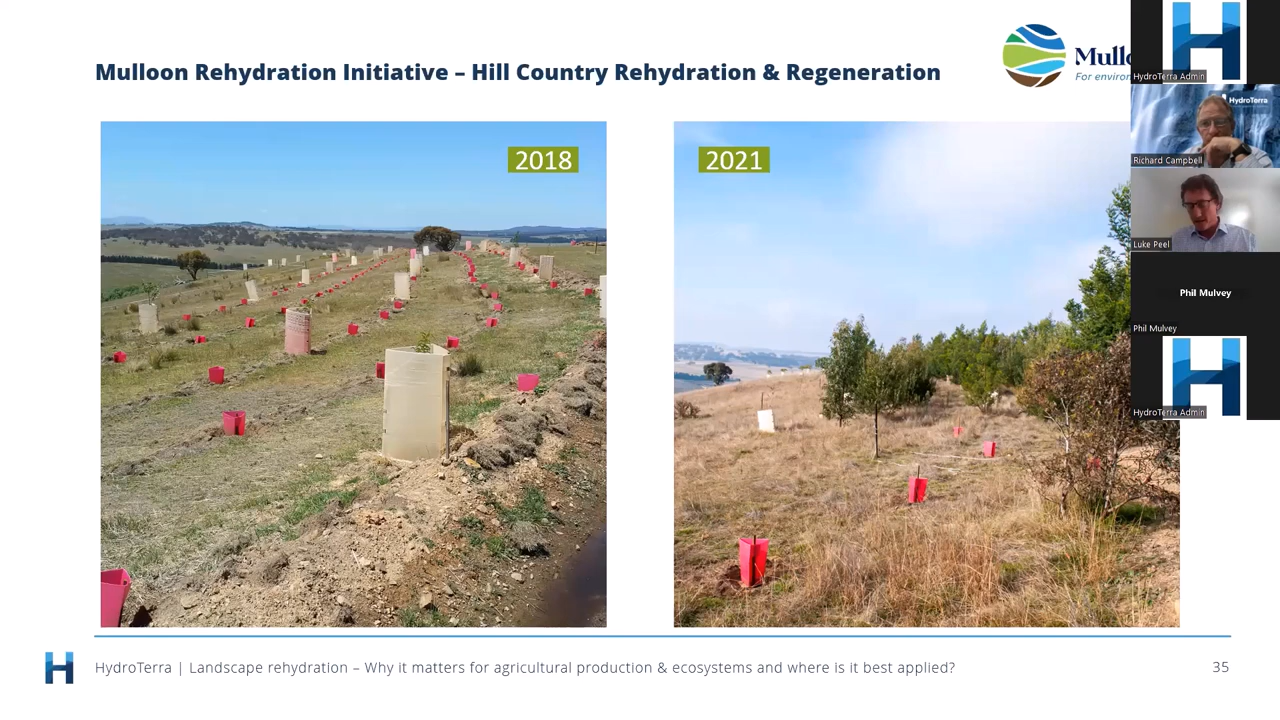 Mulloon Rehydration Initiative – Hill Country Rehydration & Regeneration
For
2018
2021
HydroTerra Admin
HydroTerra
Richard Campbell
Luke Peel
Phil Mulvey
Phil Mulvey
HydroTerra Admin
HydroTerra | Landscape rehydration – Why it matters for agricultural production & ecosystems and where is it best applied?
35